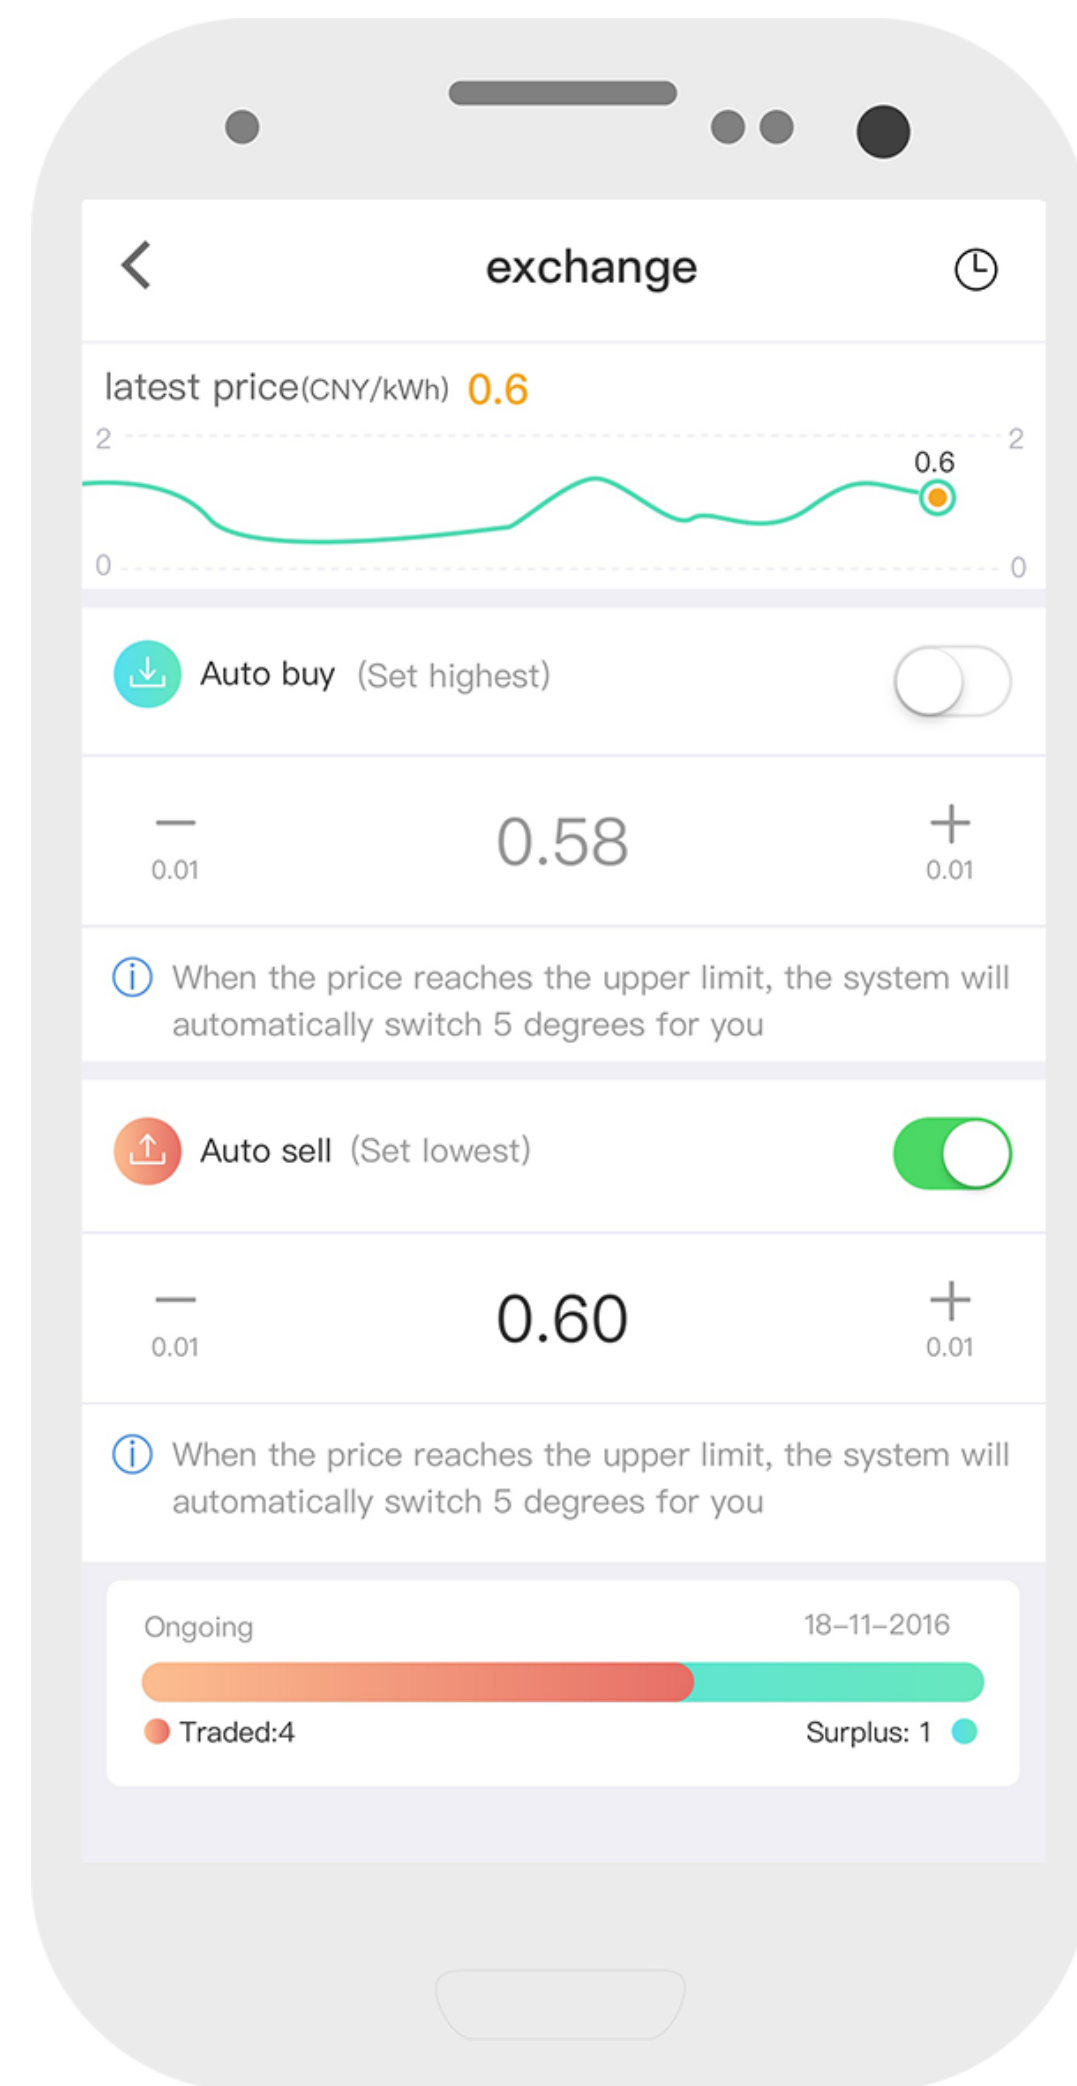 exchange
latest price(CNY/kWh) 0.6
2 2
0.6
0 0
Auto buy (Set highest)
0.58
0.01 0.01
When the price reaches the upper limit, the system will
automatically switch 5 degrees for you
Auto sell (Set lowest)
0.60
0.01 0.01
When the price reaches the upper limit, the system will
automatically switch 5 degrees for you
Ongoing 18-11-2016
Traded:4 Surplus: 1